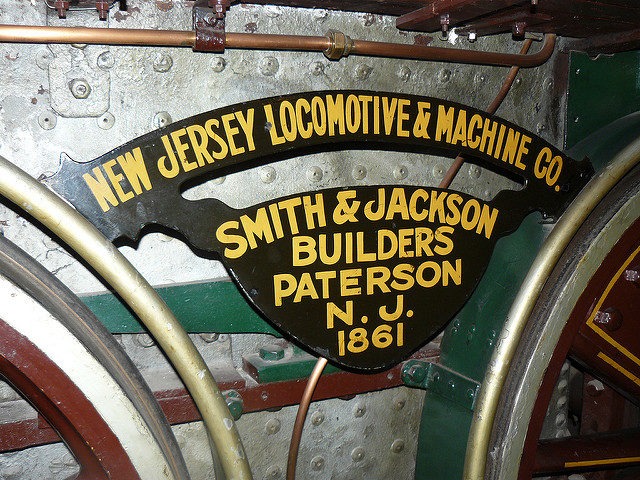 NEW JERSEY LOCOMOTIVE & MACHINE CO.
SMITH & JACKSON
BUILDERS
PATERSON
N. J.
1861